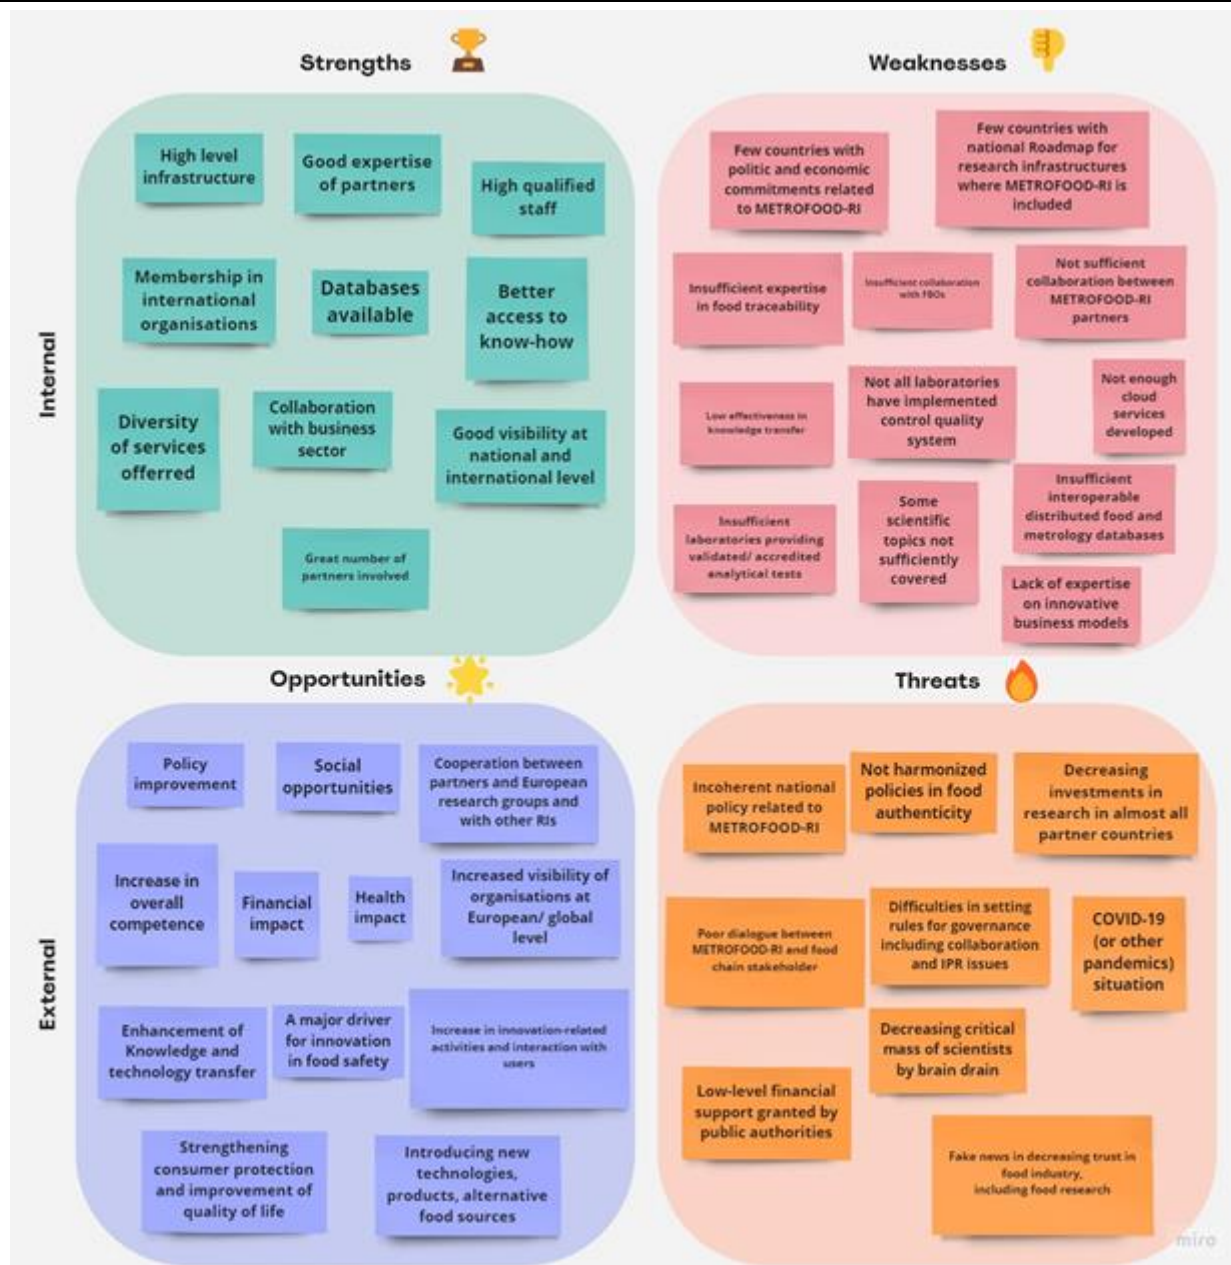 Strengths
High level
infrastructure
Good expertise
of partners
High qualified
staff
Membership in
international
organisations
Databases
available
Better
access to
know-how
Diversity
of services
offerred
Collaboration
with business
sector
Good visibility at
national and
international level
Great number of
partners involved
Internal
Weaknesses
Few countries with
politic and economic
commitments related
to METROFOOD-RI
Few countries with
national Roadmap for
research infrastructures
where METROFOOD-RI is
included
Insufficient expertise
in food traceability
Insufficient collaboration
with FBOs
Not sufficient
collaboration between
METROFOOD-RI
partners
Low effectiveness in
knowledge transfer
Not all laboratories
have implemented
control quality
system
Not enough
cloud
services
developed
Insufficient
laboratories providing
validated/ accredited
analytical tests
Some
scientific
topics not
sufficiently
covered
Insufficient
interoperable
distributed food and
metrology databases
Lack of expertise
on innovative
business models
Opportunities
Policy
improvement
Social
opportunities
Cooperation between
partners and European
research groups and
with other RIs
Increase in
overall
competence
Financial
impact
Health
impact
Increased visibility of
organisations at
European/ global
level
Enhancement of
Knowledge and
technology transfer
A major driver
for innovation
in food safety
Increase in innovation-related
activities and interaction with
users
Strengthening
consumer protection
and improvement of
quality of life
Introducing new
technologies,
products, alternative
food sources
External
Threats
Incoherent national
policy related to
METROFOOD-RI
Not harmonized
policies in food
authenticity
Decreasing
investments in
research in almost all
partner countries
Poor dialogue between
METROFOOD-RI and food
chain stakeholder
Difficulties in setting
rules for governance
including collaboration
and IPR issues
COVID-19
(or other
pandemics)
situation
Decreasing critical
mass of scientists
by brain drain
Low-level financial
support granted by
public authorities
Fake news in decreasing trust in
food industry,
including food research
miro